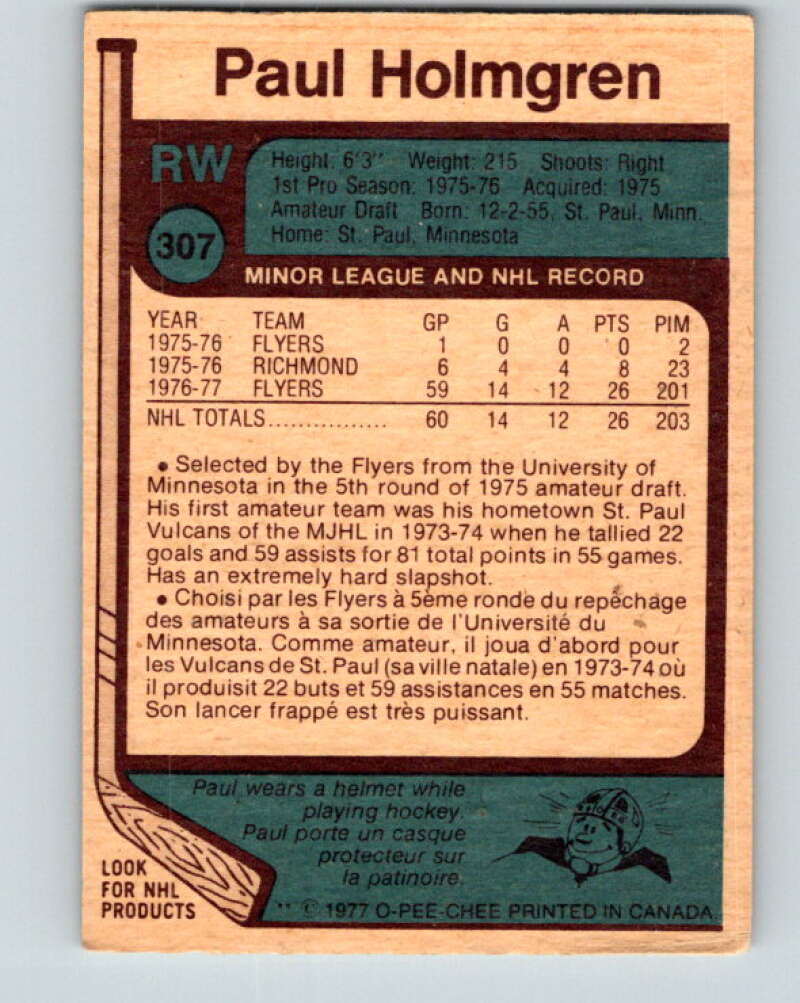 Paul Holmgren
RW
Height: 6'3" Weight: 215 Shoots: Right
1st Pro Season: 1975-76 Acquired: 1975
Amateur Draft Born: 12-2-55, St. Paul, Minn.
Home: St. Paul, Minnesota
307
MINOR LEAGUE AND NHL RECORD
YEAR TEAM GP G A PTS PIM
1975-76 FLYERS 1 0 0 0 2
1975-76 RICHMOND 6 4 4 8 23
1976-77 FLYERS 59 14 12 26 201
NHL TOTALS................ 60 14 12 26 203
• Selected by the Flyers from the University of
Minnesota in the 5th round of 1975 amateur draft.
His first amateur team was his hometown St. Paul
Vulcans of the MJHL in 1973-74 when he tallied 22
goals and 59 assists for 81 total points in 55 games.
Has an extremely hard slapshot.
• Choisi par les Flyers à 5ème ronde du repêchage
des amateurs à sa sortie de l'Université du
Minnesota. Comme amateur, il joua d'abord pour
les Vulcans de St. Paul (sa ville natale) en 1973-74 où
il produisit 22 buts et 59 assistances en 55 matches.
Son lancer frappé est très puissant.
Paul wears a helmet while
playing hockey.
Paul porte un casque
protecteur sur
la patinoire.
LOOK
FOR NHL
PRODUCTS
** © 1977 O-PEE-CHEE PRINTED IN CANADA